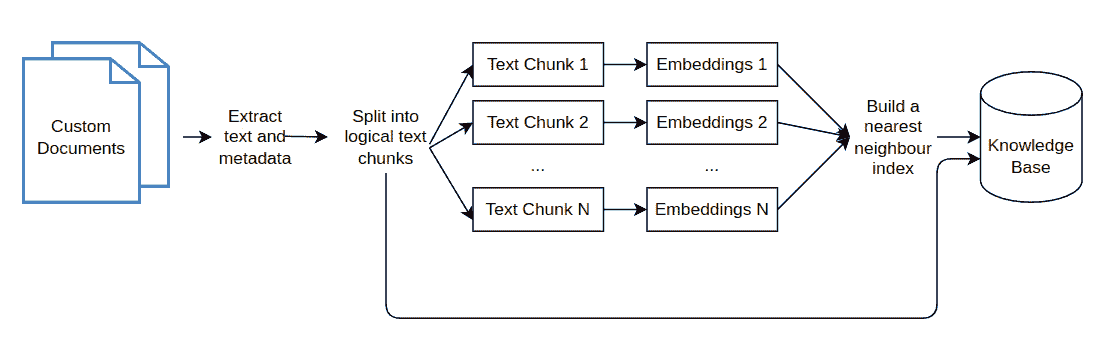 Custom
Documents
Extract
text and
metadata
Split into
logical text
chunks
Text Chunk 1
Embeddings 1
Text Chunk 2
Embeddings 2
...
...
Text Chunk N
Embeddings N
Build a
nearest
neighbour
index
Knowledge
Base